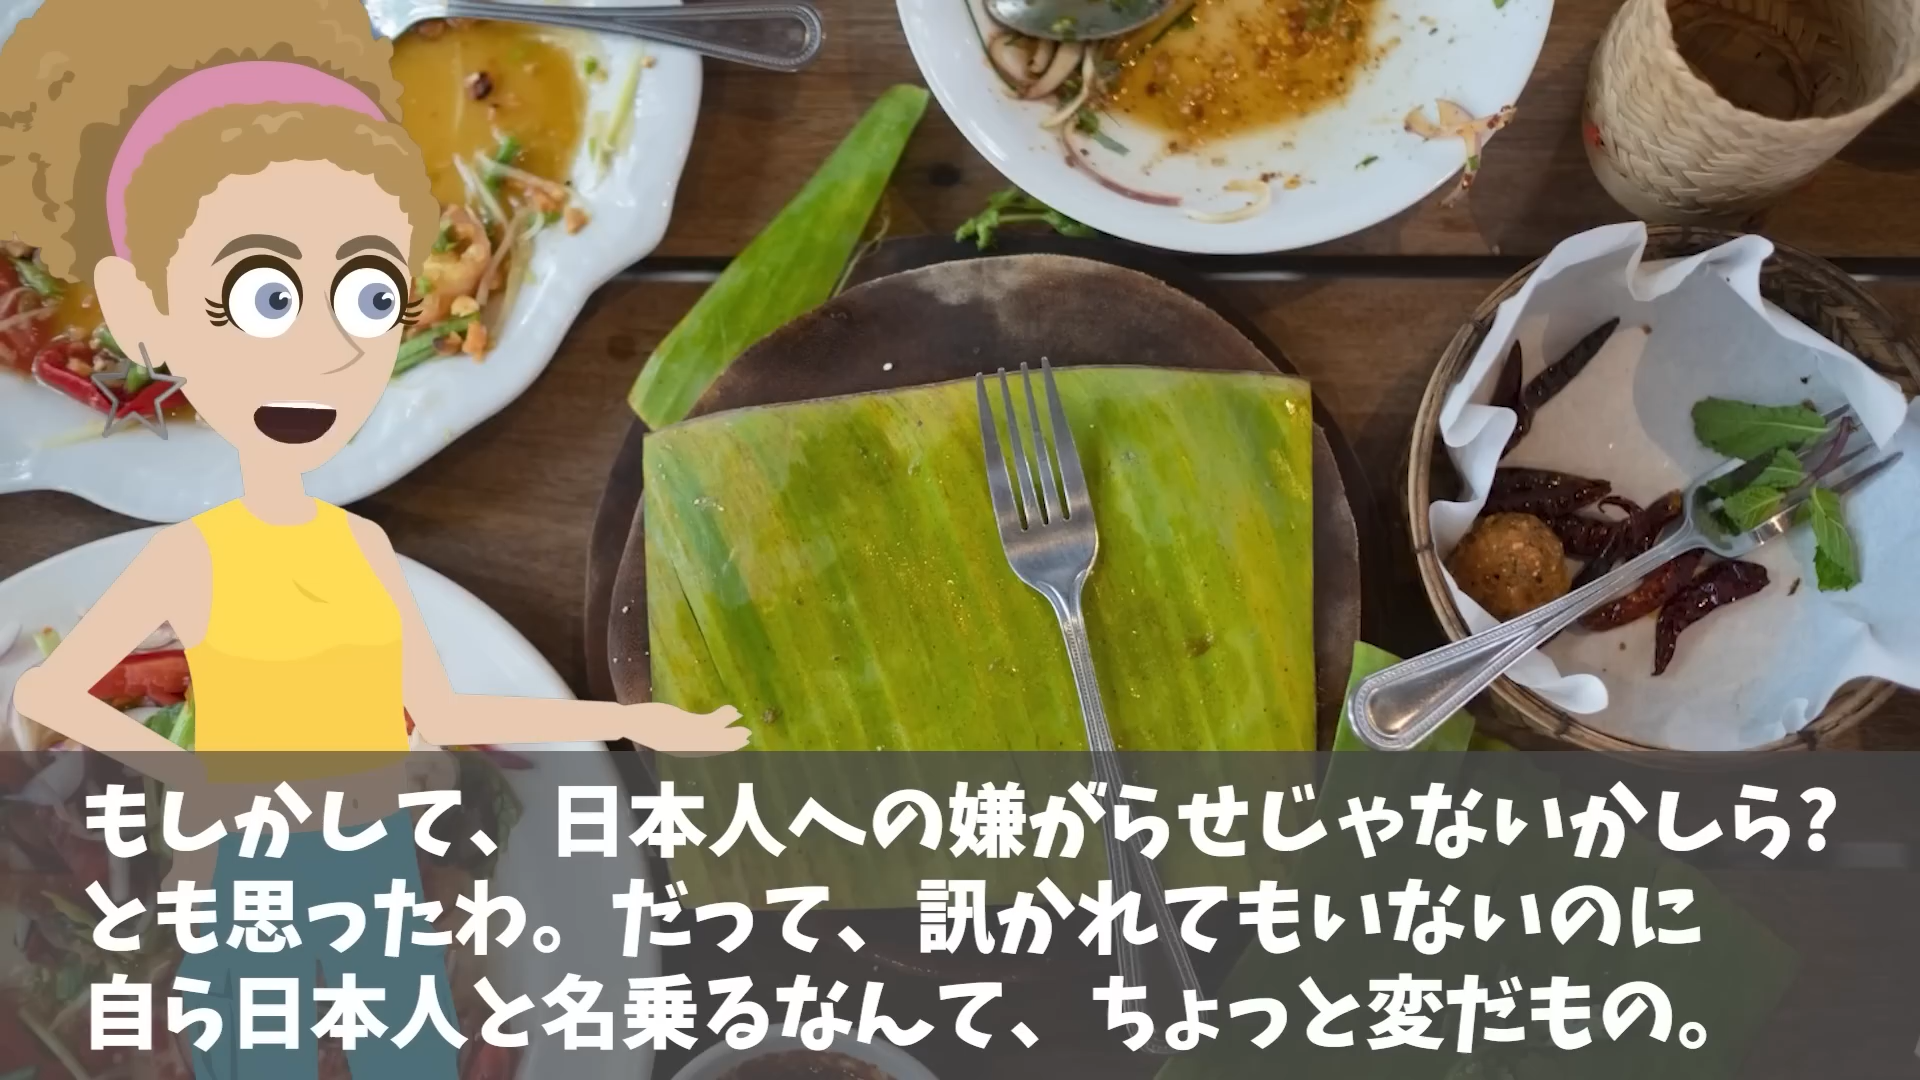 もしかして、日本人への嫌がらせじゃないかしら?
とも思ったわ。だって、訊かれてもいないのに
自ら日本人と名乗るなんて、ちょっと変だもの。